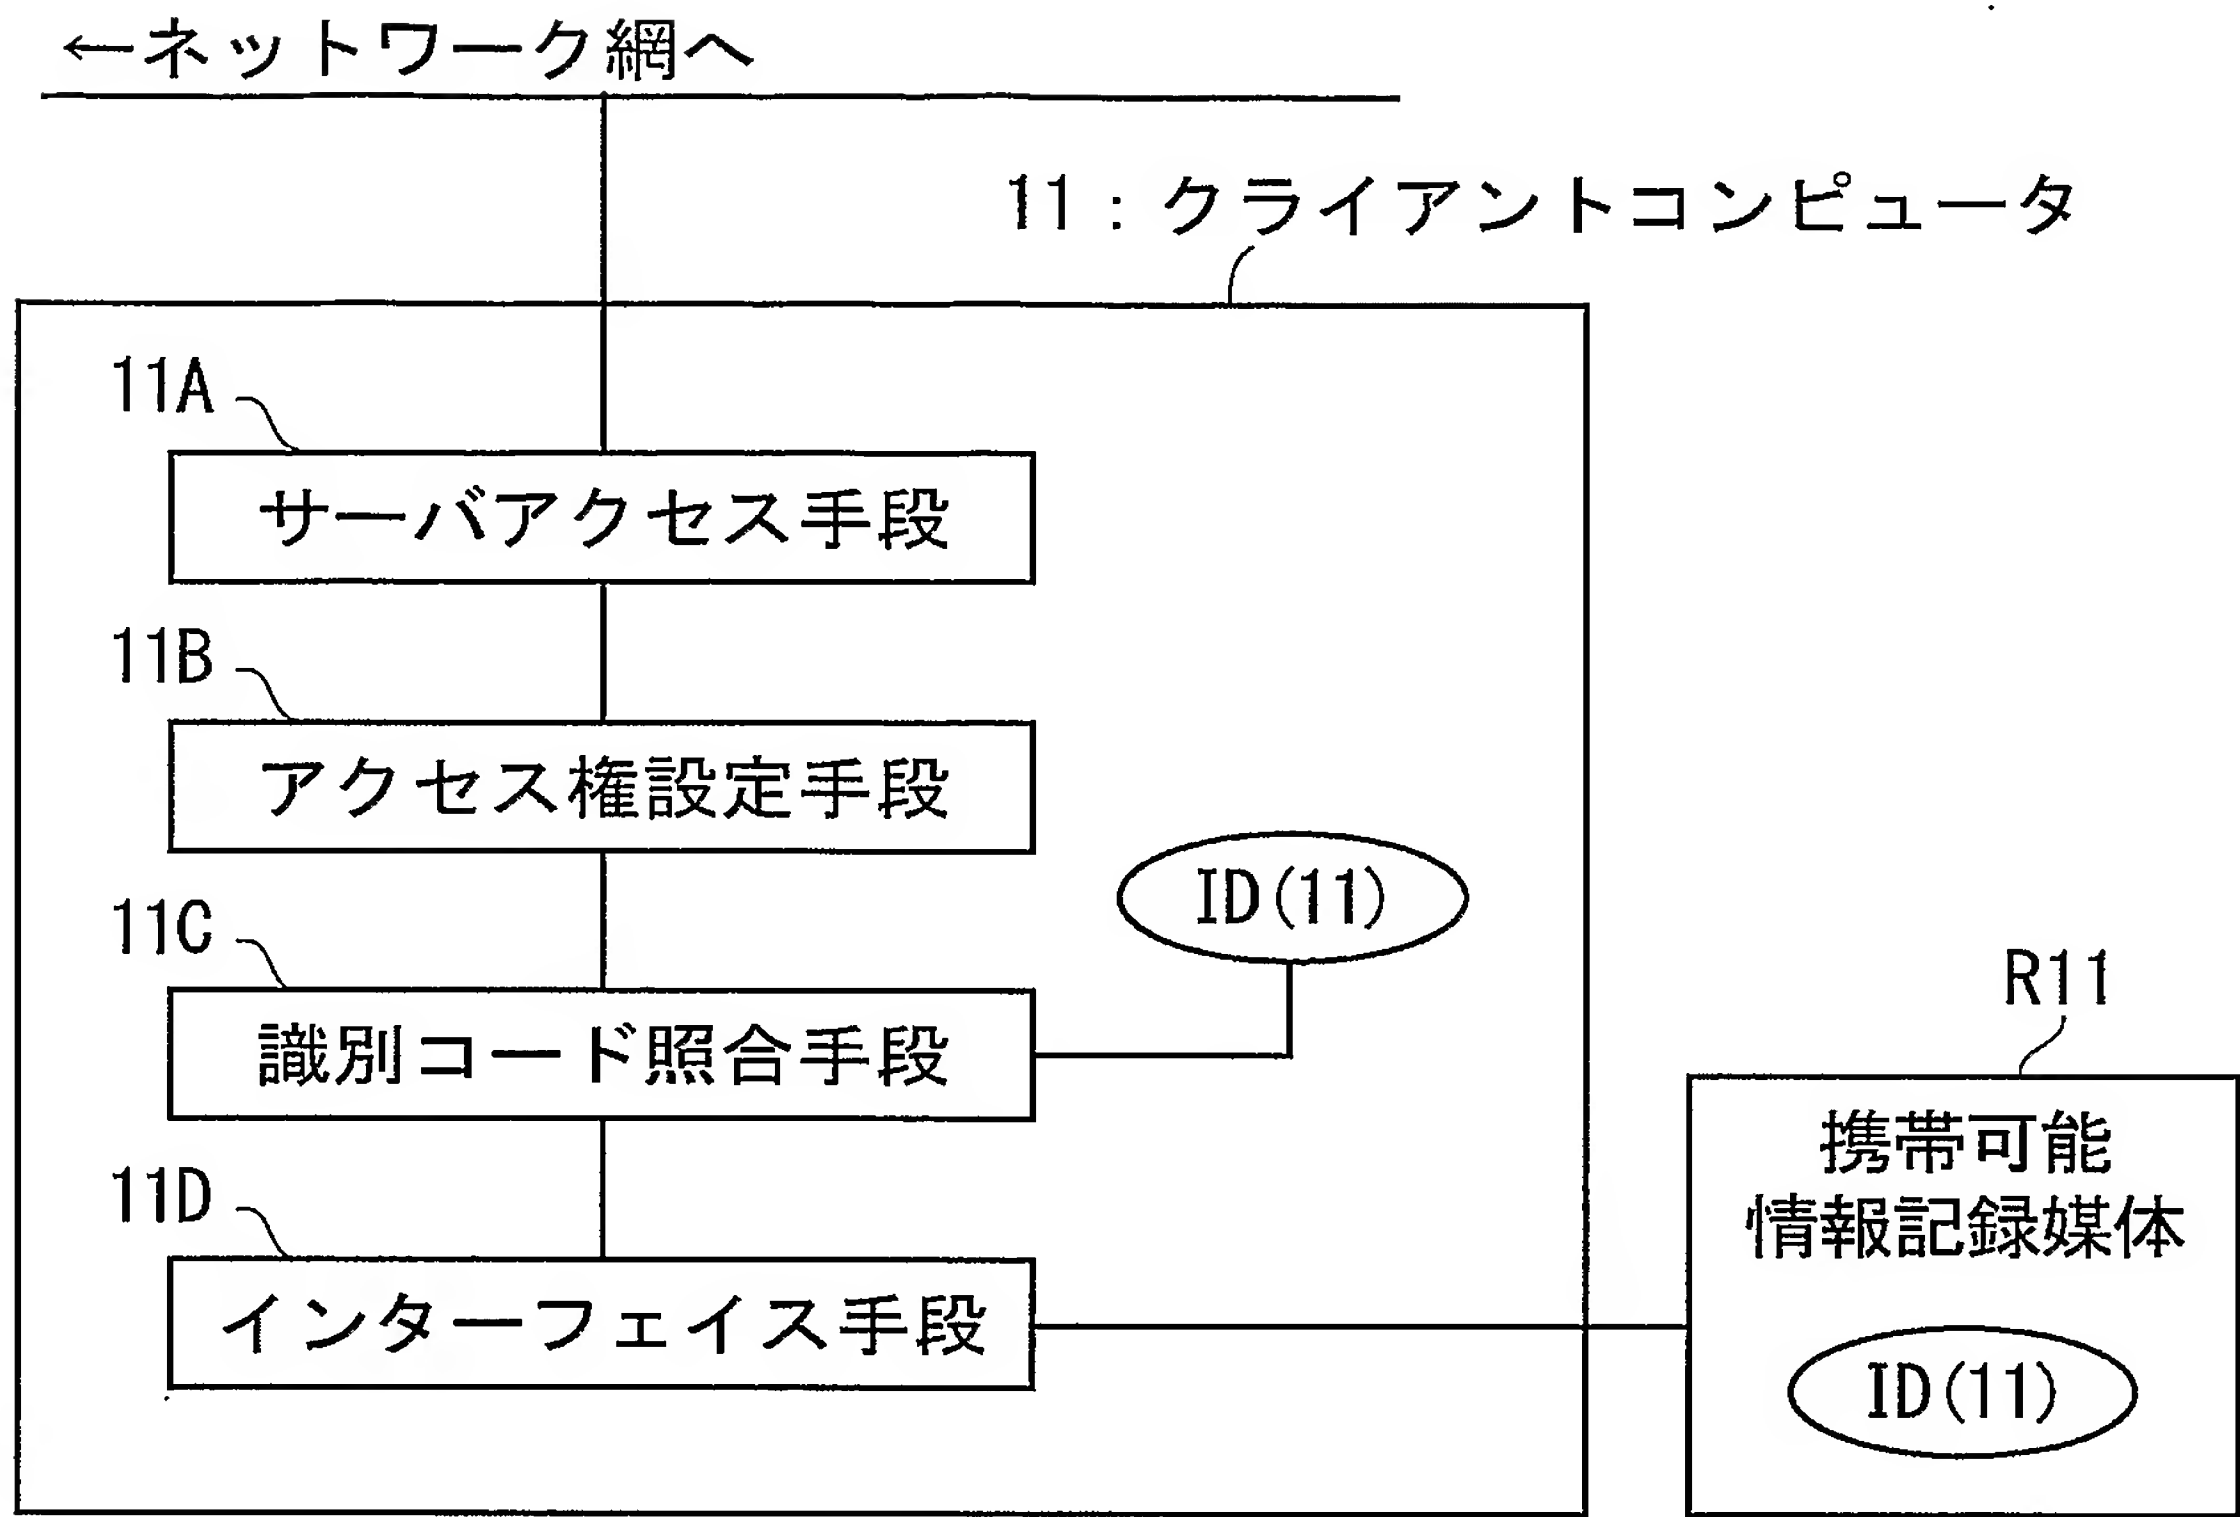 ←ネットワーク網へ
11：クライアントコンピュータ
11A
サーバアクセス手段
11B
アクセス権設定手段
ID(11)
11C
識別コード照合手段
R11
携帯可能
情報記録媒体
11D
インターフェイス手段
ID(11)